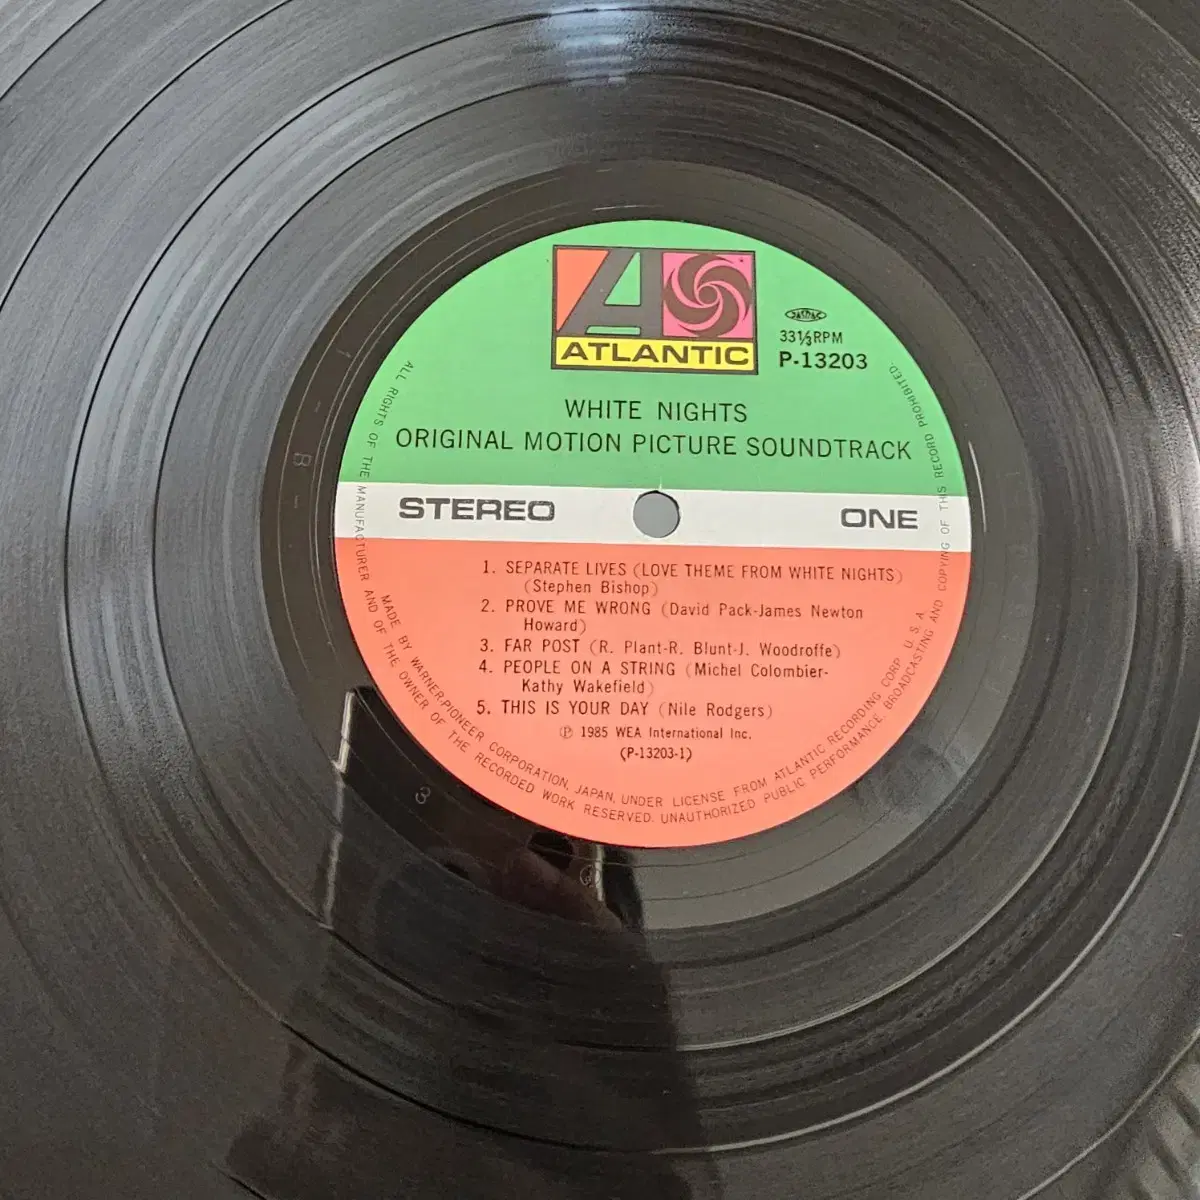 ATLANTIC
JASRAC
33⅓RPM
P-13203
WHITE NIGHTS
ORIGINAL MOTION PICTURE SOUNDTRACK
STEREO
ONE
1. SEPARATE LIVES (LOVE THEME FROM WHITE NIGHTS)
(Stephen Bishop)
2. PROVE ME WRONG (David Pack-James Newton
Howard)
3. FAR POST (R. Plant-R. Blunt-J. Woodroffe)
4. PEOPLE ON A STRING (Michel Colombier-
Kathy Wakefield)
5. THIS IS YOUR DAY (Nile Rodgers)
℗ 1985 WEA International Inc.
(P-13203-1)
MADE BY WARNER-PIONEER CORPORATION, JAPAN, UNDER LICENSE FROM ATLANTIC RECORDING CORP. U.S.A.
ALL RIGHTS OF THE MANUFACTURER AND OF THE OWNER OF THE RECORDED WORK RESERVED. UNAUTHORIZED PUBLIC PERFORMANCE, BROADCASTING AND COPYING OF THIS RECORD PROHIBITED.